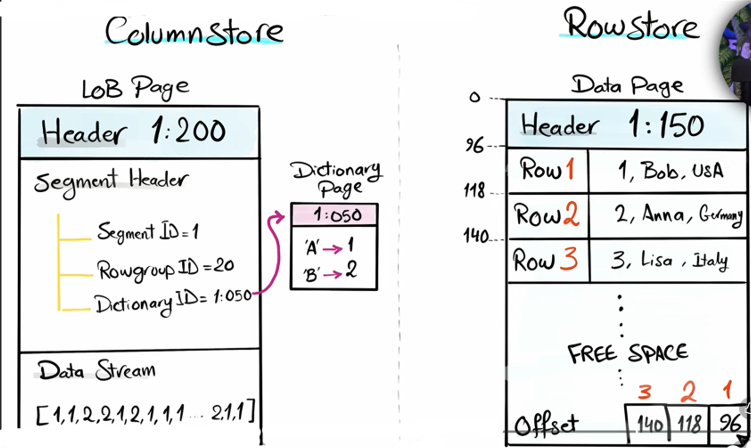 ColumnStore
LOB Page
Header 1:200
Segment Header
Segment ID = 1
Rowgroup ID = 20
Dictionary ID = 1:050
Data Stream
[1,1,2,2,1,2,1,1,1 ... 2,1,1]
Dictionary
Page
1:050
'A' → 1
'B' → 2
RowStore
Data Page
0
Header 1:150
96
Row 1 1, Bob, USA
118
Row 2 2, Anna, Germany
140
Row 3 3, Lisa, Italy
FREE SPACE
3 2 1
Offset 140 118 96